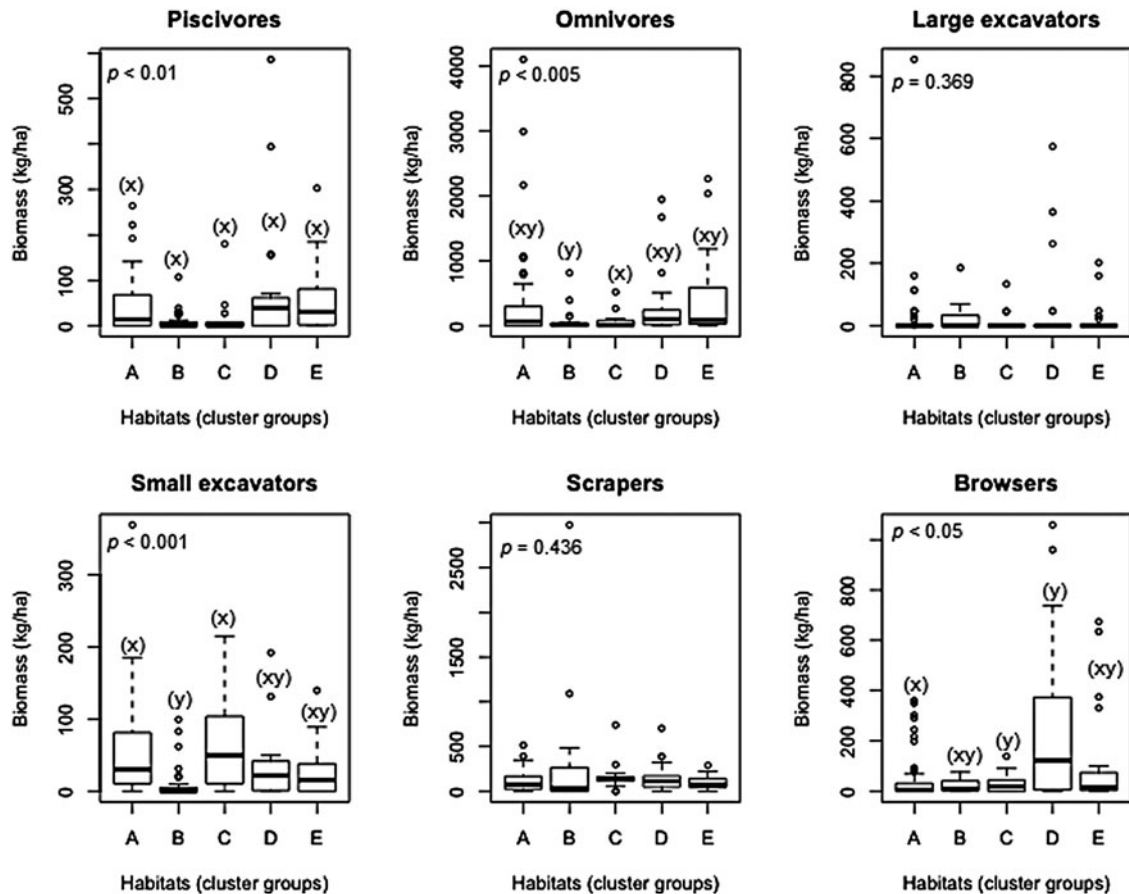 Piscivores
Biomass (kg/ha)
0 100 300 500
p < 0.01
(x) (x) (x) (x) (x)
A B C D E
Habitats (cluster groups)
Omnivores
Biomass (kg/ha)
0 1000 2000 3000 4000
p < 0.005
(xy) (y) (x) (xy) (xy)
A B C D E
Habitats (cluster groups)
Large excavators
Biomass (kg/ha)
0 200 400 600 800
p = 0.369
A B C D E
Habitats (cluster groups)
Small excavators
Biomass (kg/ha)
0 100 200 300
p < 0.001
(x) (y) (x) (xy) (xy)
A B C D E
Habitats (cluster groups)
Scrapers
Biomass (kg/ha)
0 500 1500 2500
p = 0.436
A B C D E
Habitats (cluster groups)
Browsers
Biomass (kg/ha)
0 200 400 600 800
p < 0.05
(x) (xy) (y) (y) (xy)
A B C D E
Habitats (cluster groups)